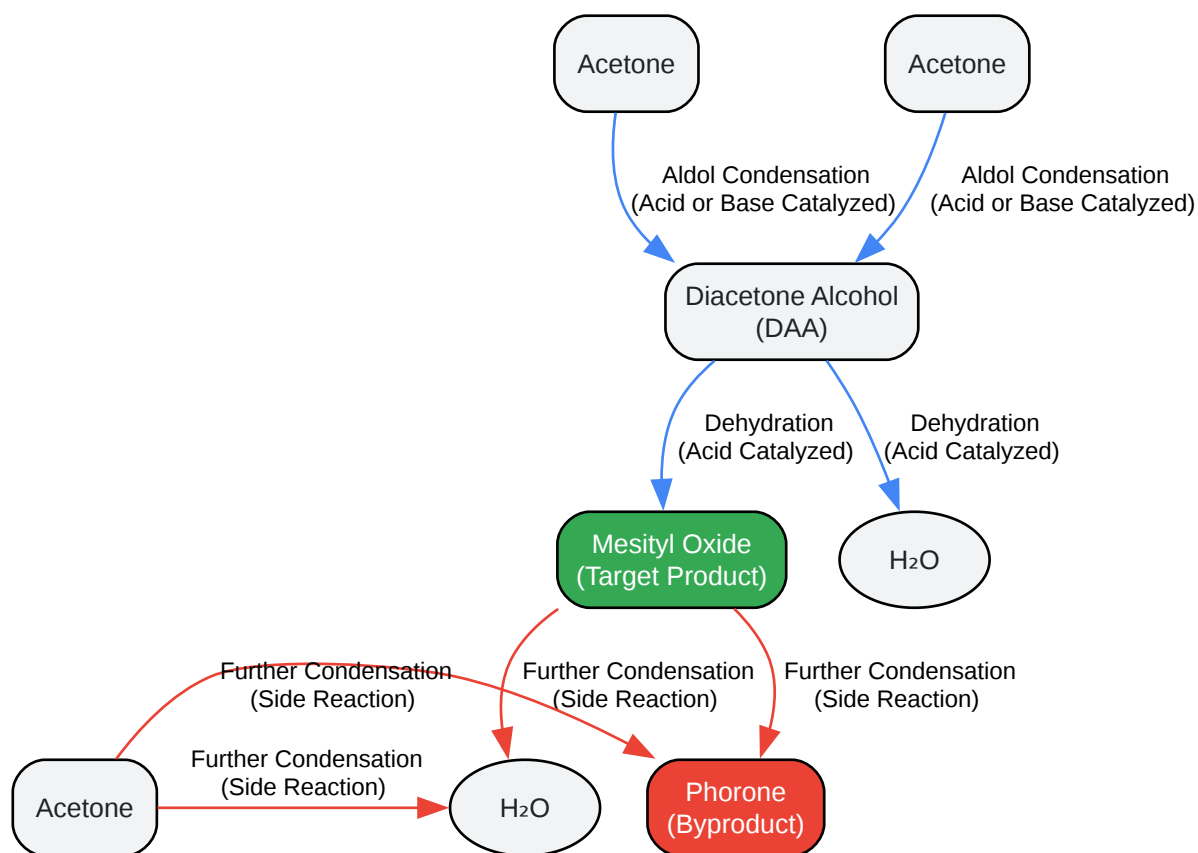 Acetone
Acetone
Aldol Condensation
(Acid or Base Catalyzed)
Aldol Condensation
(Acid or Base Catalyzed)
Diacetone Alcohol
(DAA)
Dehydration
(Acid Catalyzed)
Dehydration
(Acid Catalyzed)
Mesityl Oxide
(Target Product)
H₂O
Further Condensation
(Side Reaction)
Further Condensation
(Side Reaction)
Further Condensation
(Side Reaction)
Further Condensation
(Side Reaction)
Acetone
H₂O
Phorone
(Byproduct)